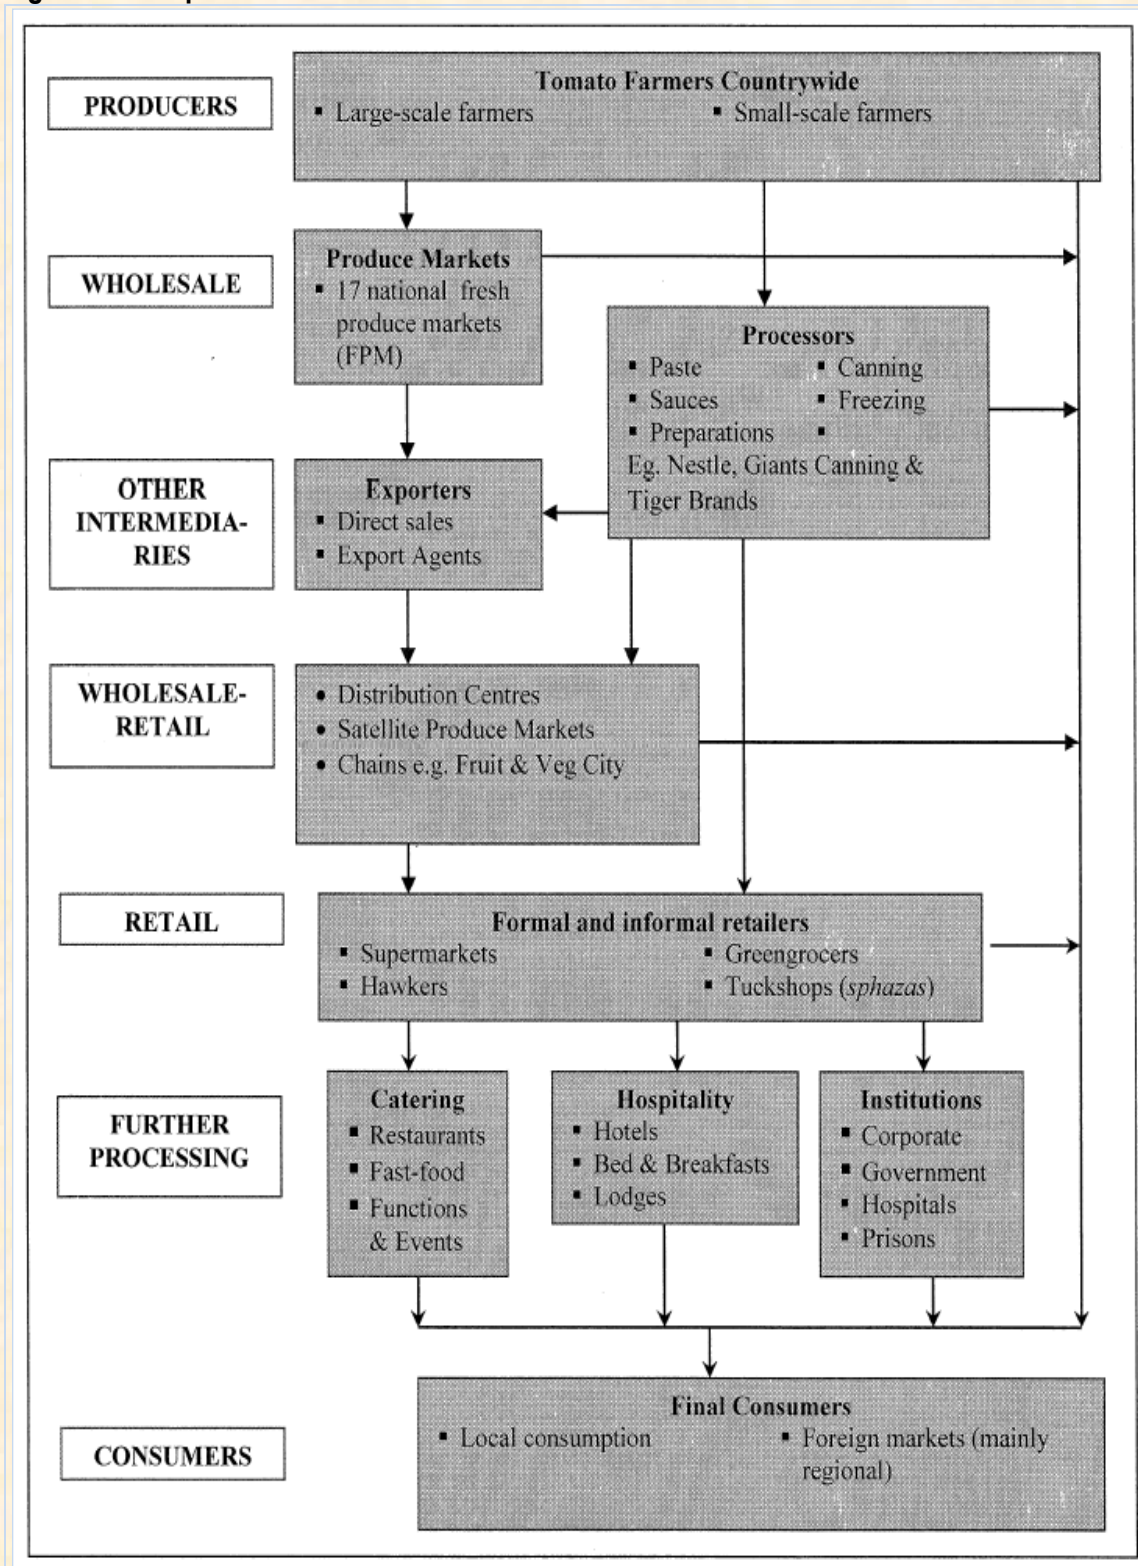 PRODUCERS
Tomato Farmers Countrywide
▪ Large-scale farmers ▪ Small-scale farmers
WHOLESALE
Produce Markets
▪ 17 national fresh
produce markets
(FPM)
Processors
▪ Paste ▪ Canning
▪ Sauces ▪ Freezing
▪ Preparations ▪
Eg. Nestle, Giants Canning &
Tiger Brands
OTHER
INTERMEDIA-
RIES
Exporters
▪ Direct sales
▪ Export Agents
WHOLESALE-
RETAIL
• Distribution Centres
• Satellite Produce Markets
• Chains e.g. Fruit & Veg City
RETAIL
Formal and informal retailers
▪ Supermarkets ▪ Greengrocers
▪ Hawkers ▪ Tuckshops (sphazas)
FURTHER
PROCESSING
Catering
▪ Restaurants
▪ Fast-food
▪ Functions
& Events
Hospitality
▪ Hotels
▪ Bed & Breakfasts
▪ Lodges
Institutions
▪ Corporate
▪ Government
▪ Hospitals
▪ Prisons
CONSUMERS
Final Consumers
▪ Local consumption ▪ Foreign markets (mainly
regional)